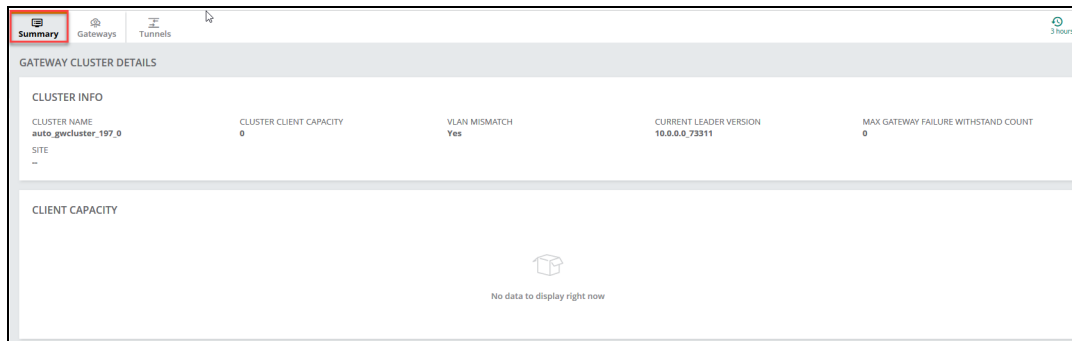 Summary Gateways Tunnels 3 hours
GATEWAY CLUSTER DETAILS
CLUSTER INFO
CLUSTER NAME CLUSTER CLIENT CAPACITY VLAN MISMATCH CURRENT LEADER VERSION MAX GATEWAY FAILURE WITHSTAND COUNT
auto_gwcluster_197_0 0 Yes 10.0.0.0_73311 0
SITE
--
CLIENT CAPACITY
No data to display right now